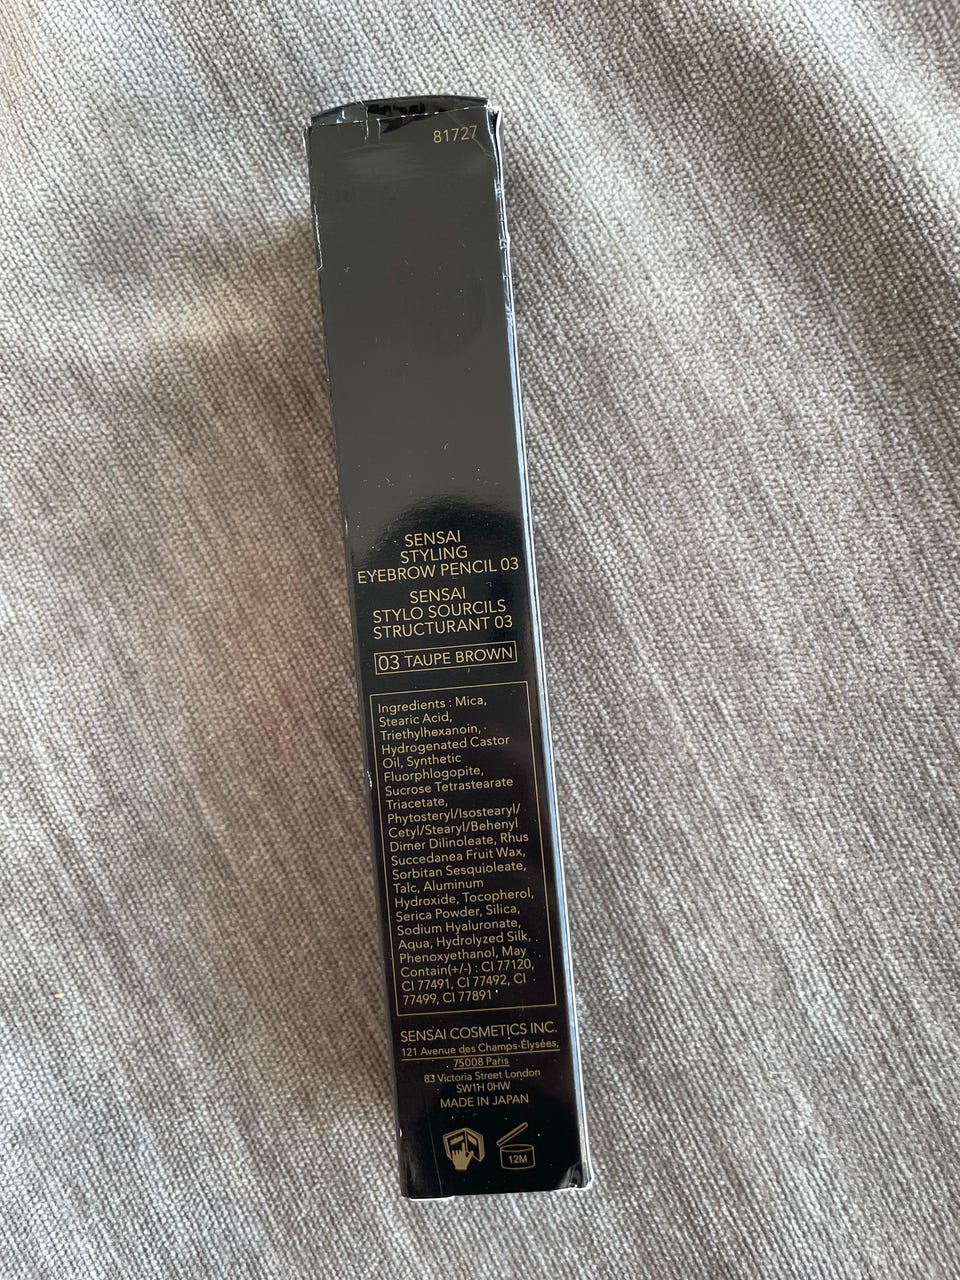 81727
SENSAI
STYLING
EYEBROW PENCIL 03
SENSAI
STYLO SOURCILS
STRUCTURANT 03
03 TAUPE BROWN
Ingredients : Mica,
Stearic Acid,
Triethylhexanoin,
Hydrogenated Castor
Oil, Synthetic
Fluorphlogopite,
Sucrose Tetrastearate
Triacetate,
Phytosteryl/Isostearyl/
Cetyl/Stearyl/Behenyl
Dimer Dilinoleate, Rhus
Succedanea Fruit Wax,
Sorbitan Sesquioleate,
Talc, Aluminum
Hydroxide, Tocopherol,
Serica Powder, Silica,
Sodium Hyaluronate,
Aqua, Hydrolyzed Silk,
Phenoxyethanol, May
Contain(+/-) : CI 77120,
CI 77491, CI 77492, CI
77499, CI 77891
SENSAI COSMETICS INC.
121 Avenue des Champs-Élysées,
75008 Paris
83 Victoria Street London
SW1H 0HW
MADE IN JAPAN
12M